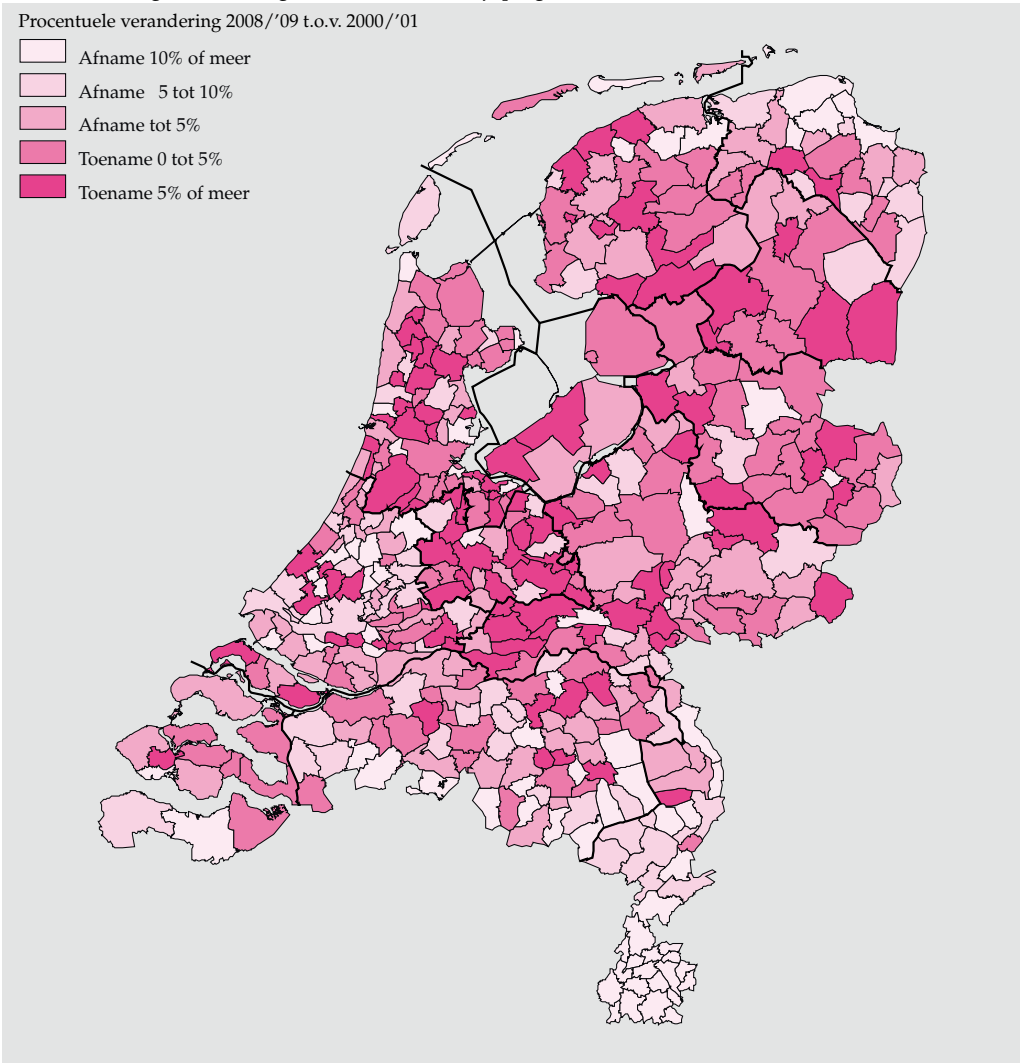 Procentuele verandering 2008/’09 t.o.v. 2000/’01
Afname 10% of meer
Afname 5 tot 10%
Afname tot 5%
Toename 0 tot 5%
Toename 5% of meer